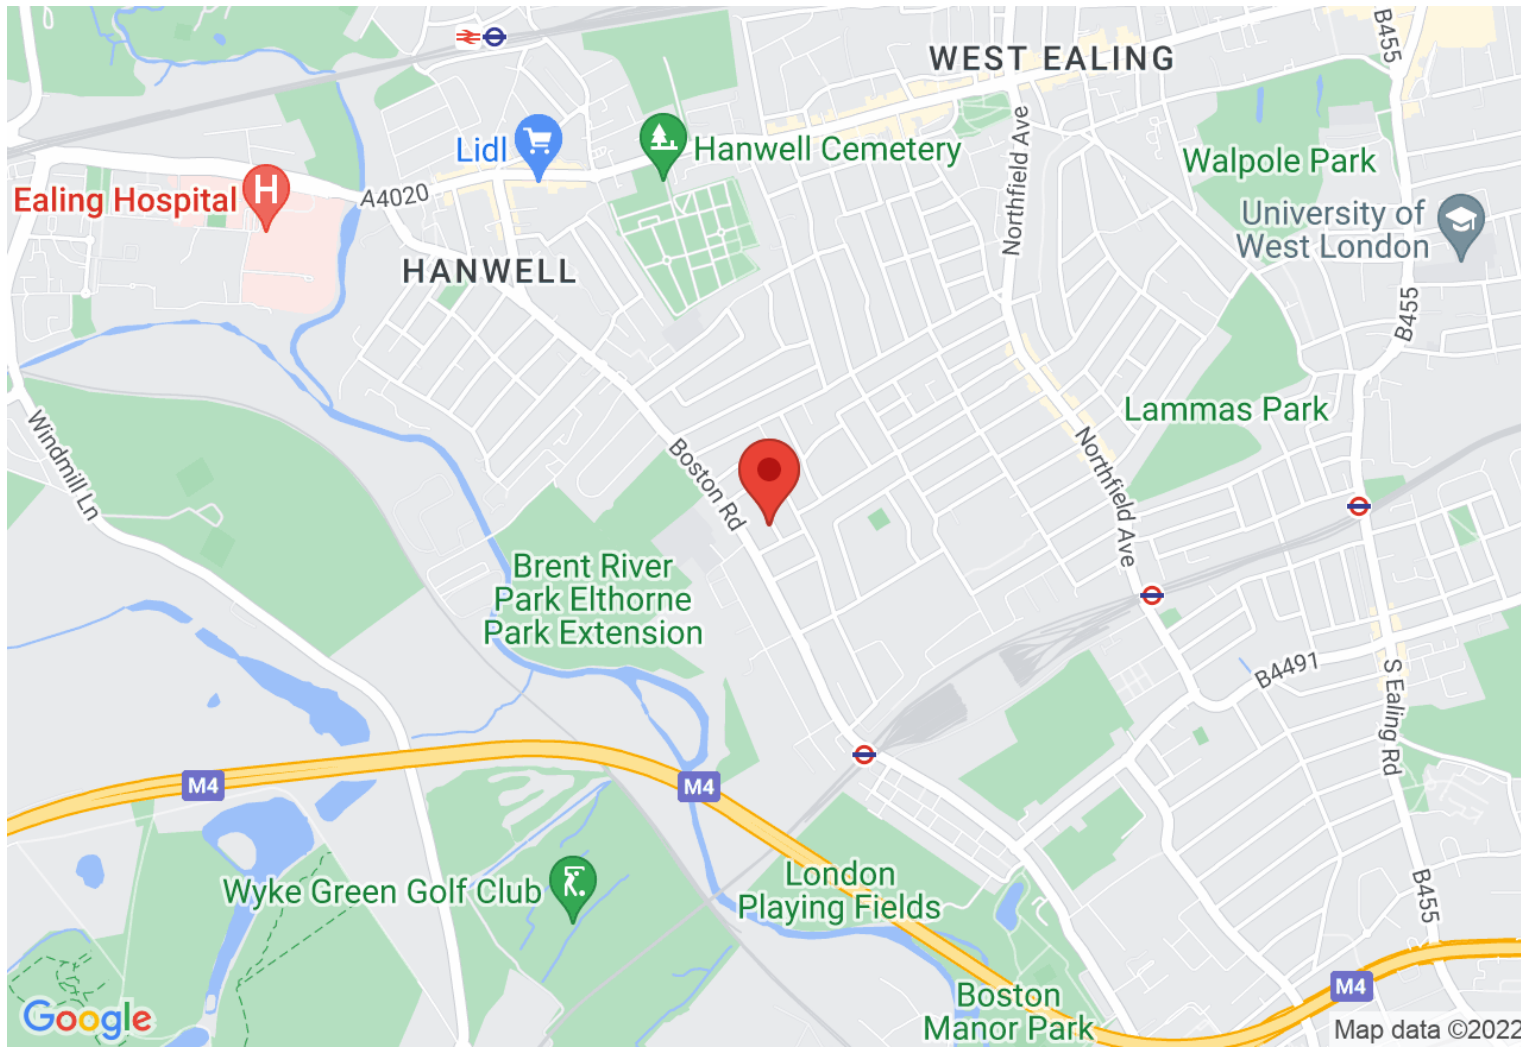 WEST EALING
B455
Lidl
Hanwell Cemetery
Northfield Ave
Walpole Park
Ealing Hospital
H
A4020
University of
West London
HANWELL
B455
Lammas Park
Windmill Ln
Boston Rd
Northfield Ave
Brent River
Park Elthorne
Park Extension
B4491
S Ealing Rd
M4
M4
Wyke Green Golf Club
London
Playing Fields
B455
M4
Boston
Manor Park
Google
Map data ©2022